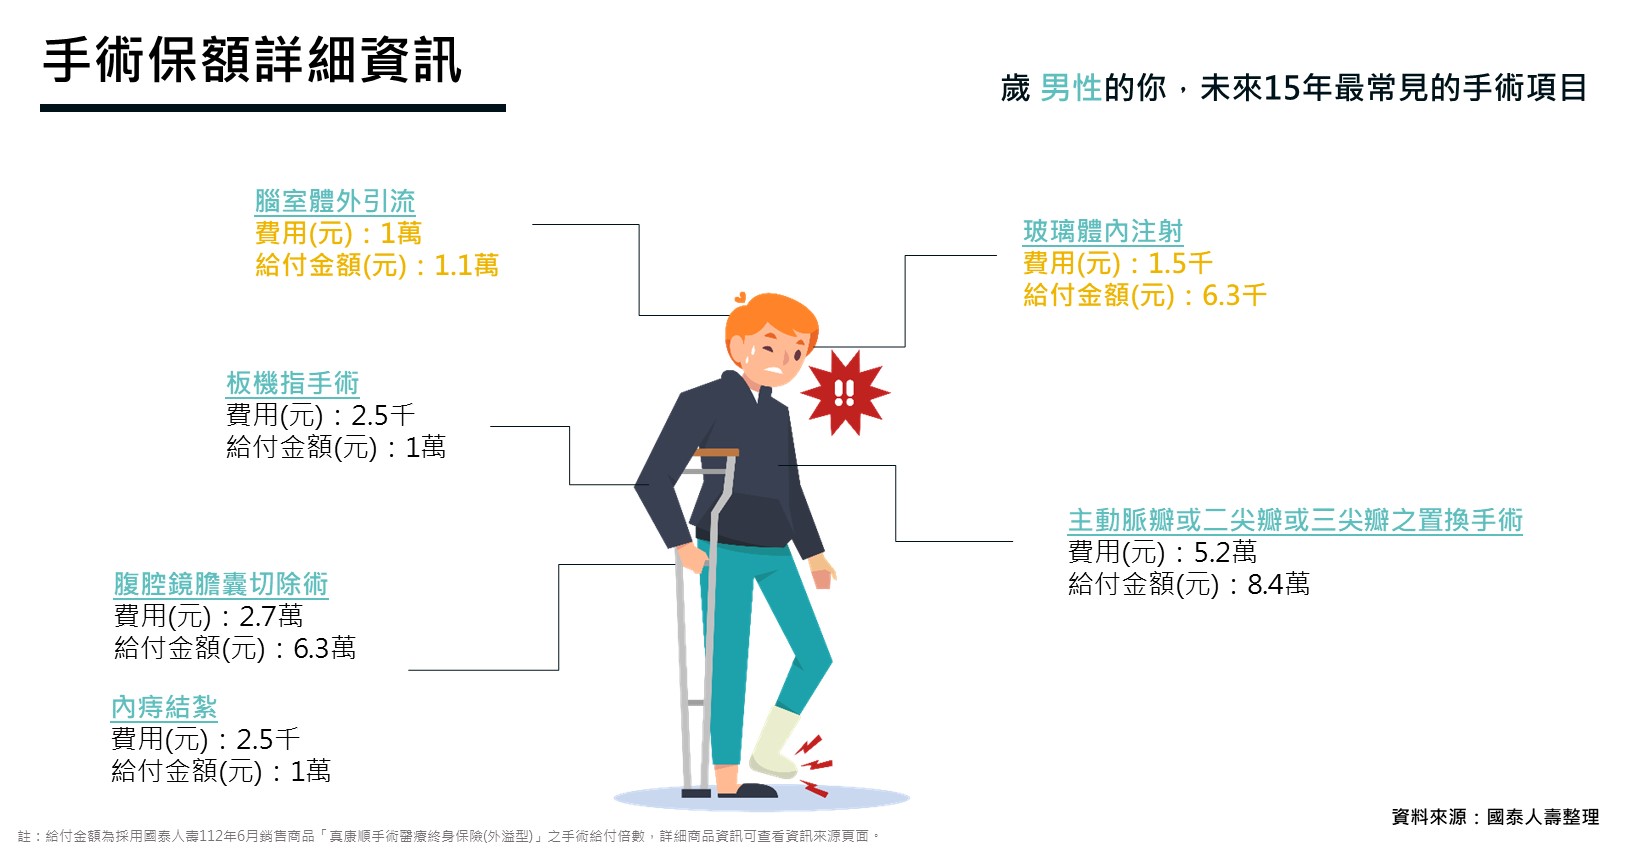 手術保額詳細資訊
歲 男性的你，未來15年最常見的手術項目
腦室體外引流
費用(元)：1萬
給付金額(元)：1.1萬
玻璃體內注射
費用(元)：1.5千
給付金額(元)：6.3千
板機指手術
費用(元)：2.5千
給付金額(元)：1萬
!!
主動脈瓣或二尖瓣或三尖瓣之置換手術
費用(元)：5.2萬
給付金額(元)：8.4萬
腹腔鏡膽囊切除術
費用(元)：2.7萬
給付金額(元)：6.3萬
內痔結紮
費用(元)：2.5千
給付金額(元)：1萬
資料來源：國泰人壽整理
註：給付金額為採用國泰人壽112年6月銷售商品「真康順手術醫療終身保險(外溢型)」之手術給付倍數，詳細商品資訊可查看資訊來源頁面。